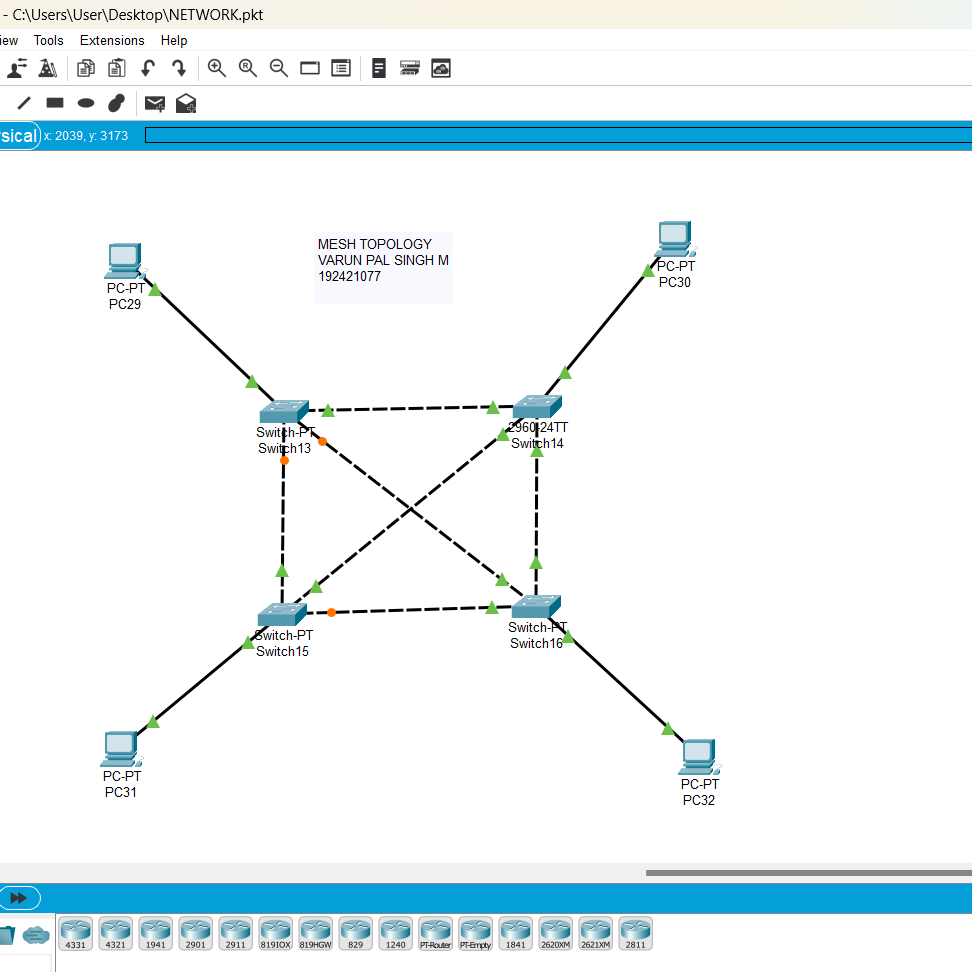 - C:\Users\User\Desktop\NETWORK.pkt
iew Tools Extensions Help
sical x: 2039, y: 3173
MESH TOPOLOGY
VARUN PAL SINGH M
192421077
PC-PT
PC29
PC-PT
PC30
Switch-PT
Switch13
2960-24TT
Switch14
Switch-PT
Switch15
Switch-PT
Switch16
PC-PT
PC31
PC-PT
PC32
4331 4321 1941 2901 2911 819IOX 819HGW 829 1240 PT-Router PT-Empty 1841 2620XM 2621XM 2811